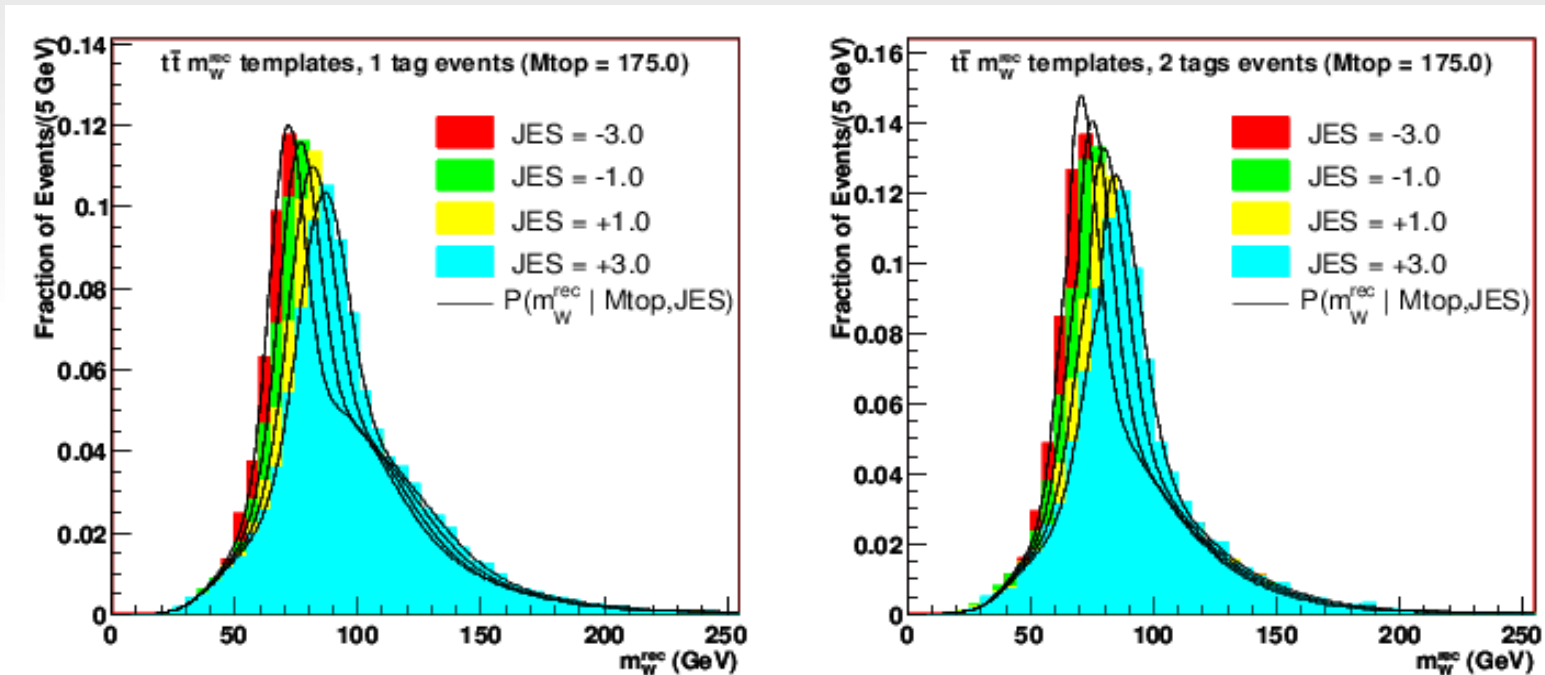 tt̄ m_W^rec templates, 1 tag events (Mtop = 175.0)
Fraction of Events/(5 GeV)
0.14
0.12
0.1
0.08
0.06
0.04
0.02
0
JES = -3.0
JES = -1.0
JES = +1.0
JES = +3.0
P(m_W^rec | Mtop,JES)
0 50 100 150 200 250
m_W^rec (GeV)
tt̄ m_W^rec templates, 2 tags events (Mtop = 175.0)
Fraction of Events/(5 GeV)
0.16
0.14
0.12
0.1
0.08
0.06
0.04
0.02
0
JES = -3.0
JES = -1.0
JES = +1.0
JES = +3.0
P(m_W^rec | Mtop,JES)
0 50 100 150 200 250
m_W^rec (GeV)